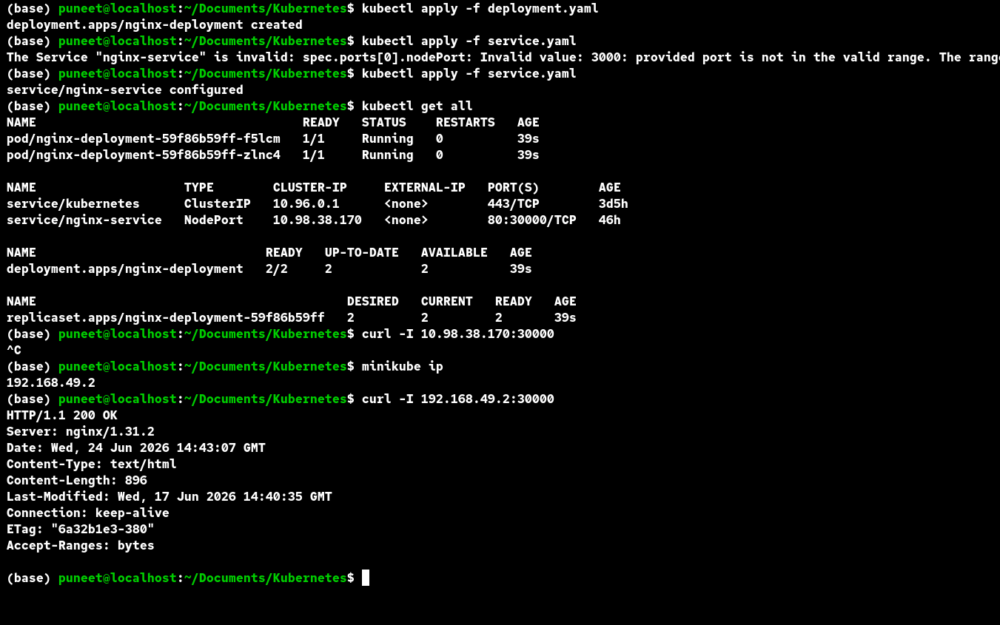 (base) puneet@localhost:~/Documents/Kubernetes$ kubectl apply -f deployment.yaml
deployment.apps/nginx-deployment created
(base) puneet@localhost:~/Documents/Kubernetes$ kubectl apply -f service.yaml
The Service "nginx-service" is invalid: spec.ports[0].nodePort: Invalid value: 3000: provided port is not in the valid range. The rang
(base) puneet@localhost:~/Documents/Kubernetes$ kubectl apply -f service.yaml
service/nginx-service configured
(base) puneet@localhost:~/Documents/Kubernetes$ kubectl get all
NAME                                    READY   STATUS    RESTARTS   AGE
pod/nginx-deployment-59f86b59ff-f5lcm   1/1     Running   0          39s
pod/nginx-deployment-59f86b59ff-zlnc4   1/1     Running   0          39s

NAME                    TYPE        CLUSTER-IP     EXTERNAL-IP   PORT(S)        AGE
service/kubernetes      ClusterIP   10.96.0.1      <none>        443/TCP        3d5h
service/nginx-service   NodePort    10.98.38.170   <none>        80:30000/TCP   46h

NAME                               READY   UP-TO-DATE   AVAILABLE   AGE
deployment.apps/nginx-deployment   2/2     2            2           39s

NAME                                          DESIRED   CURRENT   READY   AGE
replicaset.apps/nginx-deployment-59f86b59ff   2         2         2       39s
(base) puneet@localhost:~/Documents/Kubernetes$ curl -I 10.98.38.170:30000
^C
(base) puneet@localhost:~/Documents/Kubernetes$ minikube ip
192.168.49.2
(base) puneet@localhost:~/Documents/Kubernetes$ curl -I 192.168.49.2:30000
HTTP/1.1 200 OK
Server: nginx/1.31.2
Date: Wed, 24 Jun 2026 14:43:07 GMT
Content-Type: text/html
Content-Length: 896
Last-Modified: Wed, 17 Jun 2026 14:40:35 GMT
Connection: keep-alive
ETag: "6a32b1e3-380"
Accept-Ranges: bytes

(base) puneet@localhost:~/Documents/Kubernetes$